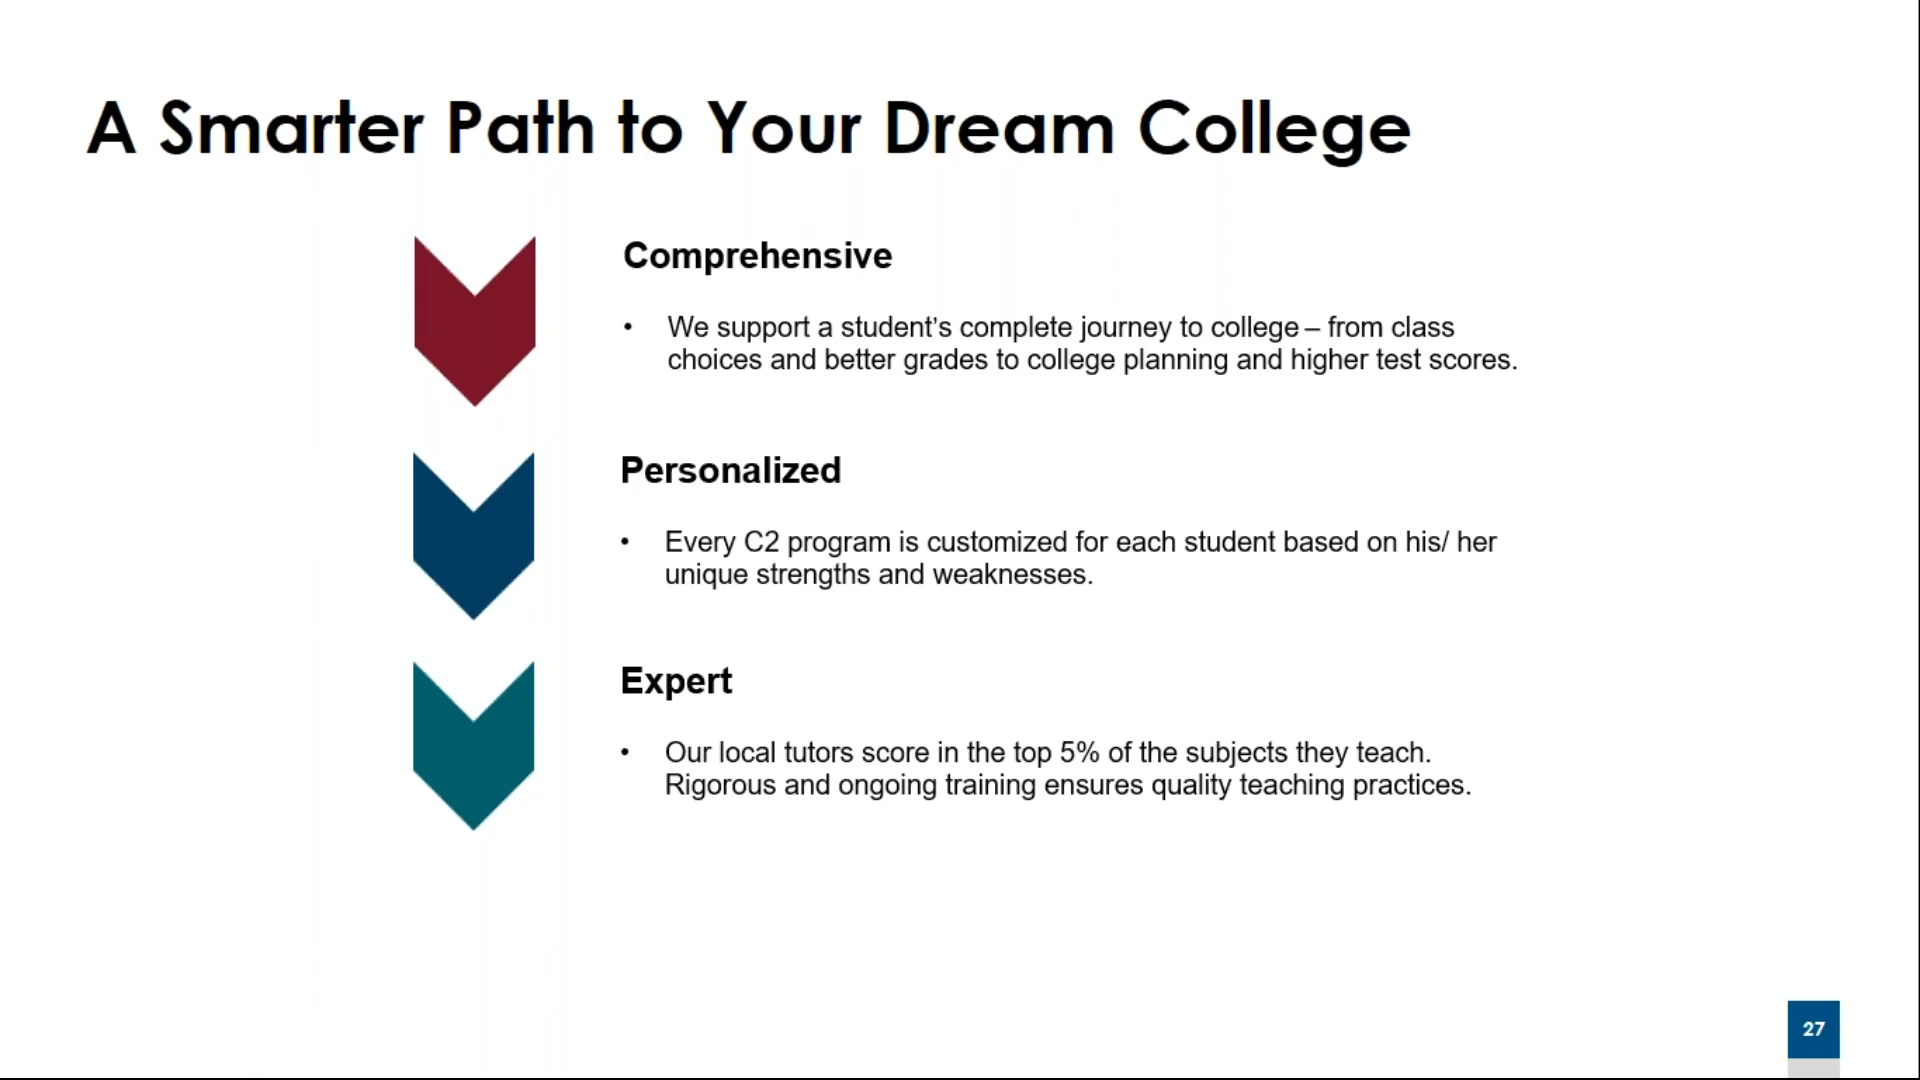 A Smarter Path to Your Dream College
Comprehensive
• We support a student’s complete journey to college – from class
choices and better grades to college planning and higher test scores.
Personalized
• Every C2 program is customized for each student based on his/ her
unique strengths and weaknesses.
Expert
• Our local tutors score in the top 5% of the subjects they teach.
Rigorous and ongoing training ensures quality teaching practices.
27